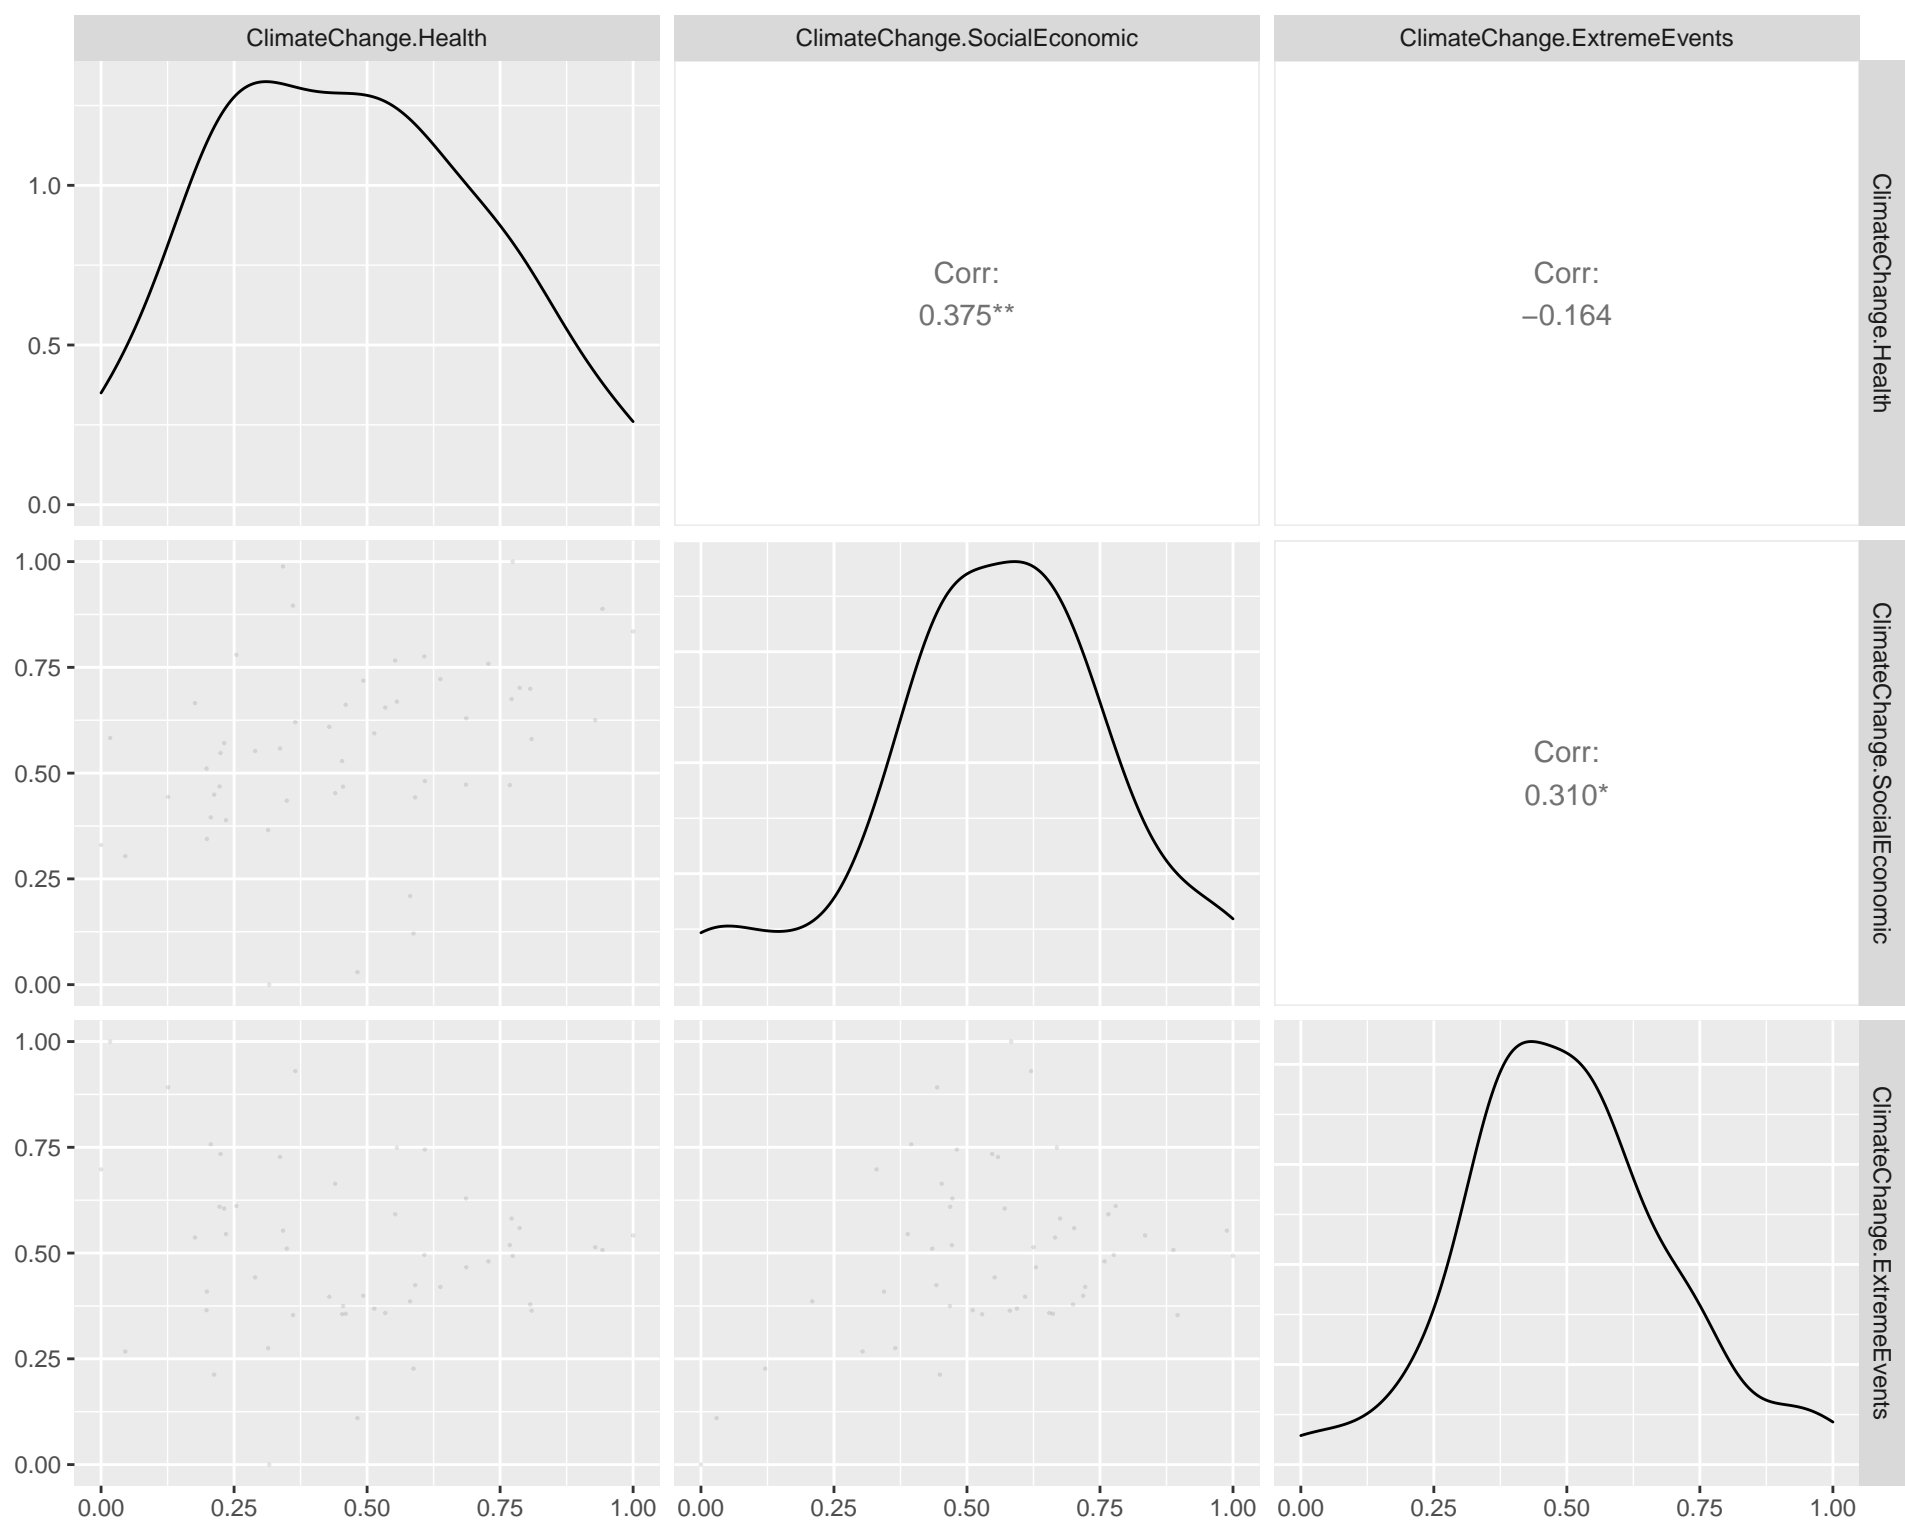 ClimateChange.Health
ClimateChange.SocialEconomic
ClimateChange.ExtremeEvents
1.0
0.5
0.0
Corr:
0.375**
Corr:
−0.164
ClimateChange.Health
1.00
0.75
0.50
0.25
0.00
Corr:
0.310*
ClimateChange.SocialEconomic
1.00
0.75
0.50
0.25
0.00
ClimateChange.ExtremeEvents
0.00 0.25 0.50 0.75 1.00
0.00 0.25 0.50 0.75 1.00
0.00 0.25 0.50 0.75 1.00